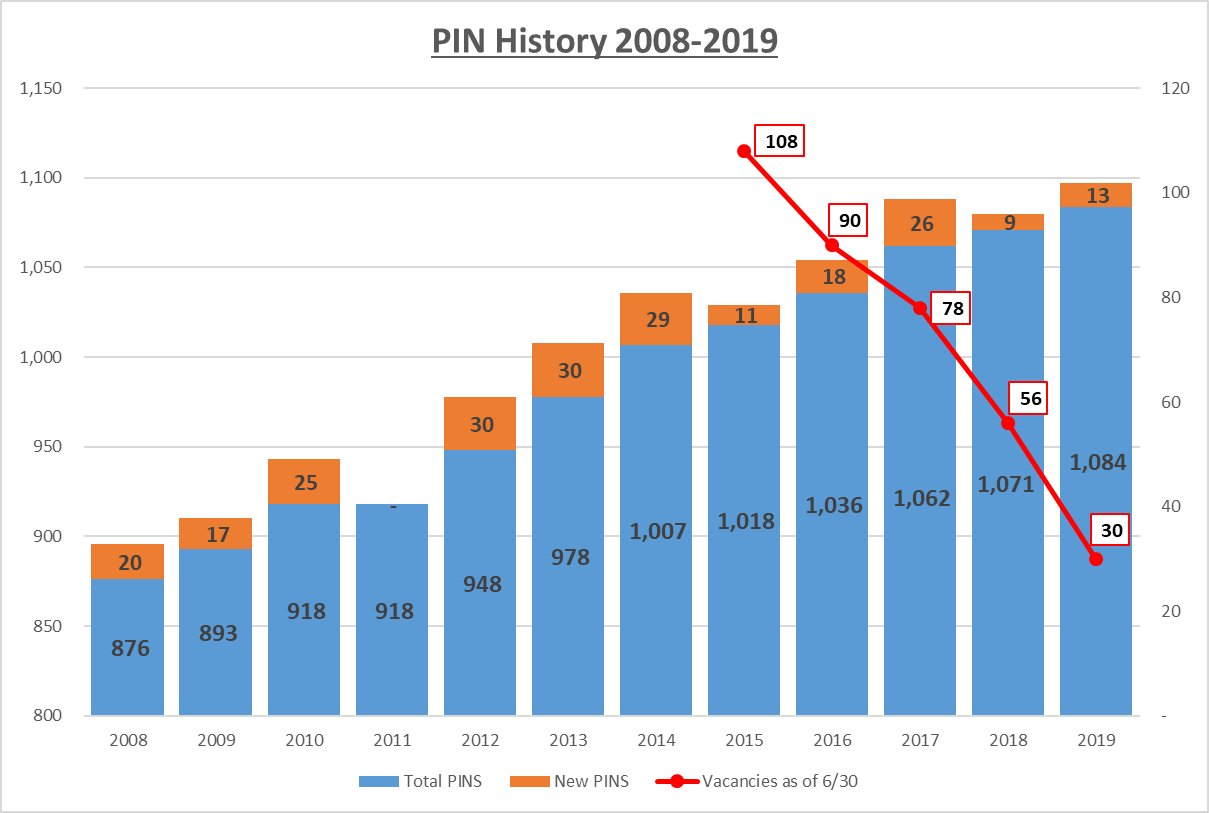 PIN History 2008-2019
1,150 120
108
1,100 100
90 26 9 13
18
1,050 80
29 11 78
1,000 30
56 60
950 30
25 1,036 1,062 1,071 1,084
- 1,007 1,018 40
900 17 978 30
20 948
893 918 918
850 20
876
800 -
2008 2009 2010 2011 2012 2013 2014 2015 2016 2017 2018 2019
Total PINS New PINS Vacancies as of 6/30